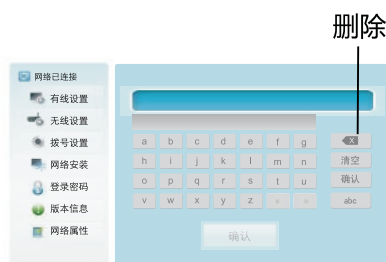 删除
网络已连接
有线设置
无线设置
拨号设置
网络安装
登录密码
版本信息
网络属性
a b c d e f g
h i j k l m n 清空
o p q r s t u 确认
v w x y z abc
确认